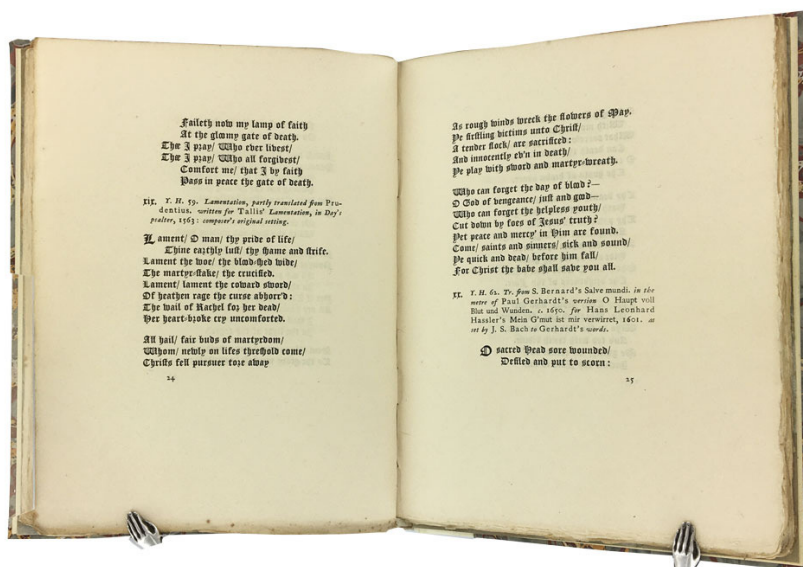 Faileth now my lamp of faith
At the gloomy gate of death.
Thee I pray/ Who ever livest/
Thee I pray/ Who all forgivest/
Comfort me/ that I by faith
Pass in peace the gate of death.
xix. Y. H. 59. Lamentation, partly translated from Pru-
dentius. written for Tallis' Lamentation, in Day's
psalter, 1563: composer's original setting.
Lament/ O man/ thy pride of life/
Thine earthly lust/ thy shame and strife.
Lament the woe/ the blood-shed wide/
The martyr-stake/ the crucified.
Lament/ lament the coward sword/
Of heathen rage the curse abhorr'd:
The wail of Rachel for her dead/
Her heart-broke cry uncomforted.
All hail/ fair buds of martyrdom/
Whom/ newly on lifes threshold come/
Christs fell pursuer tore away
24
As rough winds wreck the flowers of May.
Ye firstling victims unto Christ/
A tender flock/ are sacrificed:
And innocently ev'n in death/
Ye play with sword and martyr-wreath.
Who can forget the day of blood?—
O God of vengeance/ just and good—
Who can forget the helpless youth/
Cut down by foes of Jesus' truth?
Yet peace and mercy' in Him are found.
Come/ saints and sinners/ sick and sound/
Ye quick and dead/ before him fall/
For Christ the babe shall save you all.
xx. Y. H. 62. Tr. from S. Bernard's Salve mundi. in the
metre of Paul Gerhardt's version O Haupt voll
Blut und Wunden. c. 1650. for Hans Leonhard
Hassler's Mein G'mut ist mir verwirret, 1601. as
set by J. S. Bach to Gerhardt's words.
O sacred Head sore wounded/
Defiled and put to scorn:
25